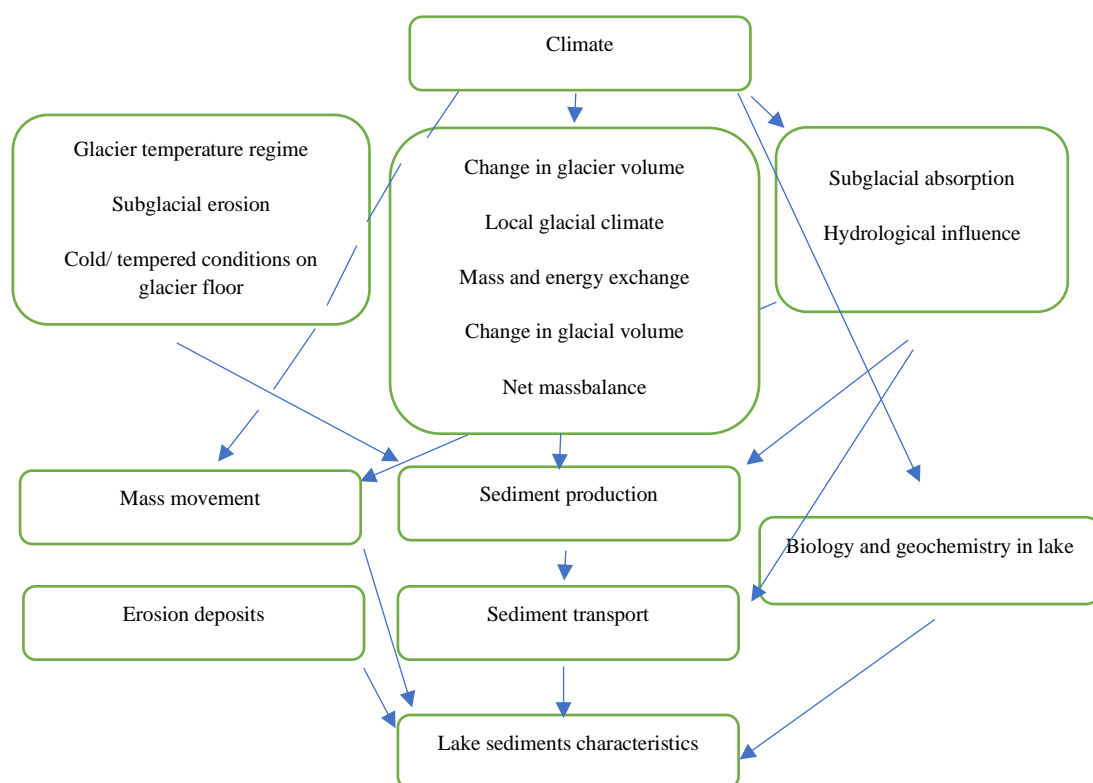 Climate
Glacier temperature regime
Subglacial erosion
Cold/ tempered conditions on
glacier floor
Change in glacier volume
Local glacial climate
Mass and energy exchange
Change in glacial volume
Net massbalance
Subglacial absorption
Hydrological influence
Mass movement
Sediment production
Biology and geochemistry in lake
Erosion deposits
Sediment transport
Lake sediments characteristics